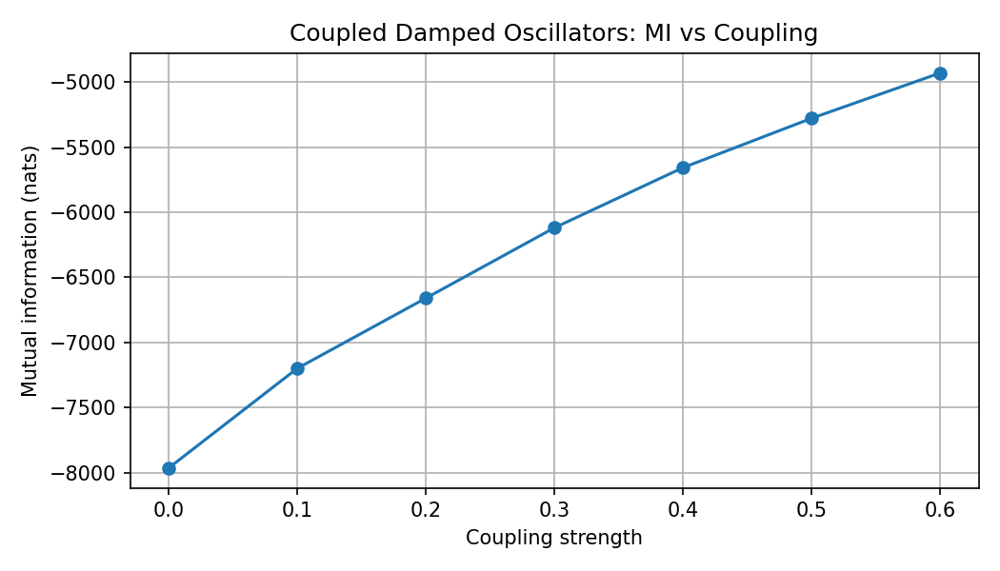 Coupled Damped Oscillators: MI vs Coupling
Mutual information (nats)
−5000
−5500
−6000
−6500
−7000
−7500
−8000
0.0 0.1 0.2 0.3 0.4 0.5 0.6
Coupling strength